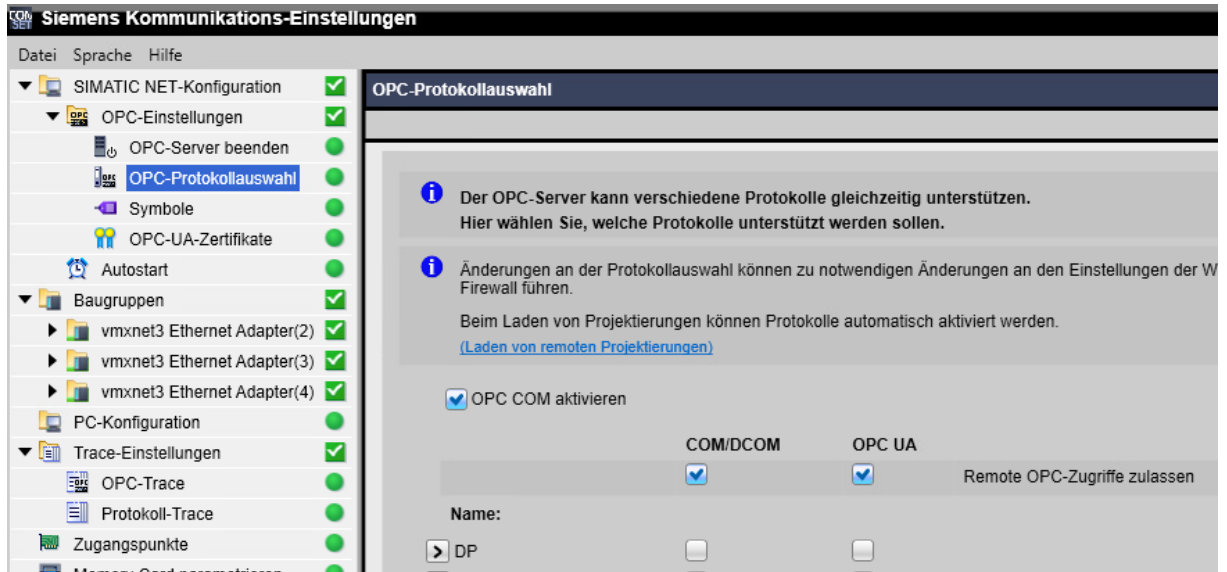 Siemens Kommunikations-Einstellungen
Datei Sprache Hilfe
SIMATIC NET-Konfiguration
OPC-Einstellungen
OPC-Server beenden
OPC-Protokollauswahl
Symbole
OPC-UA-Zertifikate
Autostart
Baugruppen
vmxnet3 Ethernet Adapter(2)
vmxnet3 Ethernet Adapter(3)
vmxnet3 Ethernet Adapter(4)
PC-Konfiguration
Trace-Einstellungen
OPC-Trace
Protokoll-Trace
Zugangspunkte
Memory Card parametrieren
OPC-Protokollauswahl
Der OPC-Server kann verschiedene Protokolle gleichzeitig unterstützen.
Hier wählen Sie, welche Protokolle unterstützt werden sollen.
Änderungen an der Protokollauswahl können zu notwendigen Änderungen an den Einstellungen der W
Firewall führen.
Beim Laden von Projektierungen können Protokolle automatisch aktiviert werden.
(Laden von remoten Projektierungen)
OPC COM aktivieren
COM/DCOM OPC UA
Remote OPC-Zugriffe zulassen
Name:
DP